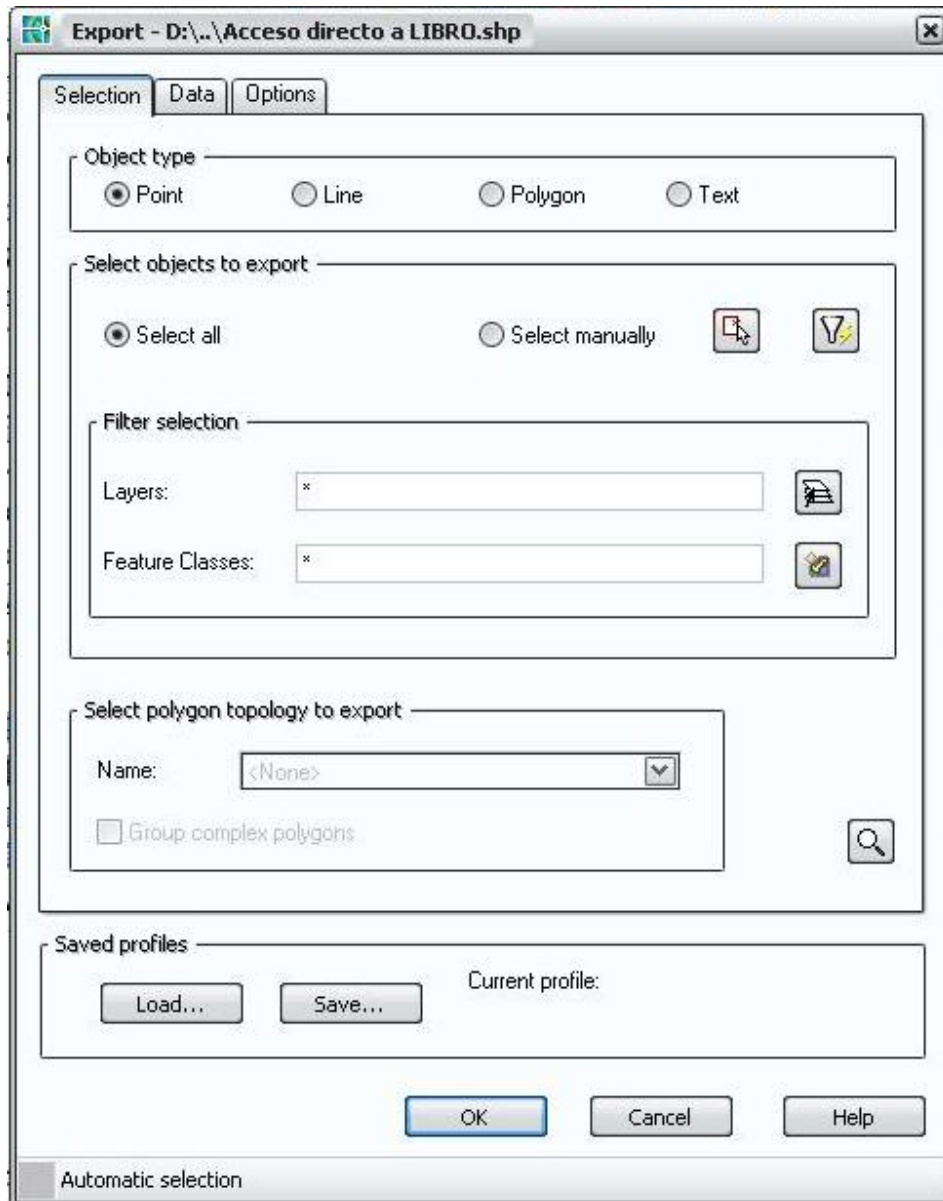 Export - D:\..\Acceso directo a LIBRO.shp
Selection Data Options
Object type
Point Line Polygon Text
Select objects to export
Select all Select manually
Filter selection
Layers: *
Feature Classes: *
Select polygon topology to export
Name: <None>
Group complex polygons
Saved profiles
Load... Save... Current profile:
OK Cancel Help
Automatic selection